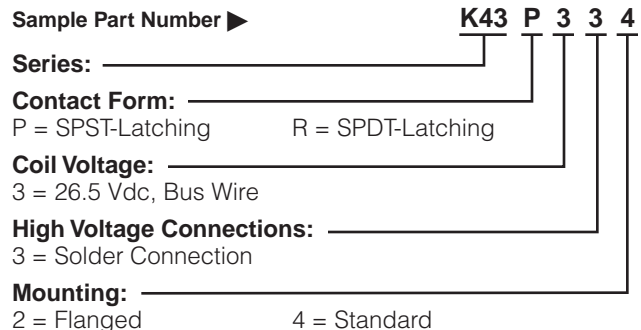 Sample Part Number ▶ K43 P 3 3 4
Series:
Contact Form:
P = SPST-Latching R = SPDT-Latching
Coil Voltage:
3 = 26.5 Vdc, Bus Wire
High Voltage Connections:
3 = Solder Connection
Mounting:
2 = Flanged 4 = Standard